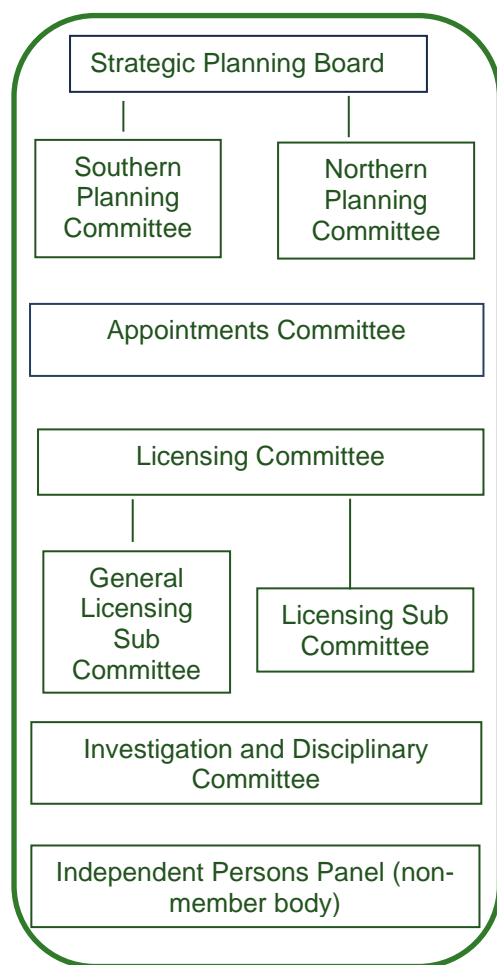 Strategic Planning Board
Southern
Planning
Committee
Northern
Planning
Committee
Appointments Committee
Licensing Committee
General
Licensing
Sub
Committee
Licensing Sub
Committee
Investigation and Disciplinary
Committee
Independent Persons Panel (non-
member body)